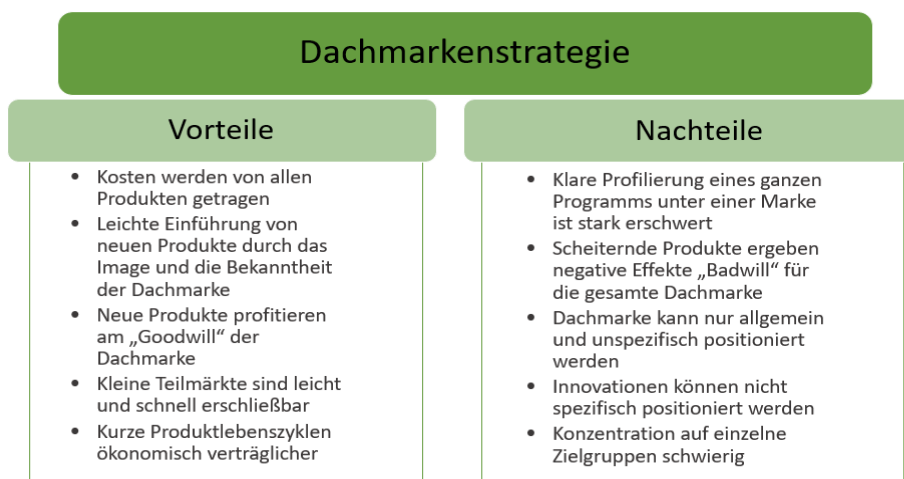 Dachmarkenstrategie
Vorteile
• Kosten werden von allen
Produkten getragen
• Leichte Einführung von
neuen Produkte durch das
Image und die Bekanntheit
der Dachmarke
• Neue Produkte profitieren
am „Goodwill“ der
Dachmarke
• Kleine Teilmärkte sind leicht
und schnell erschließbar
• Kurze Produktlebenszyklen
ökonomisch verträglicher
Nachteile
• Klare Profilierung eines ganzen
Programms unter einer Marke
ist stark erschwert
• Scheiternde Produkte ergeben
negative Effekte „Badwill“ für
die gesamte Dachmarke
• Dachmarke kann nur allgemein
und unspezifisch positioniert
werden
• Innovationen können nicht
spezifisch positioniert werden
• Konzentration auf einzelne
Zielgruppen schwierig